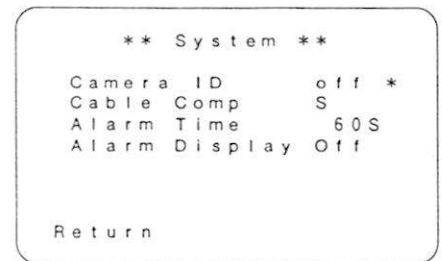 ** System **
Camera ID off *
Cable Comp S
Alarm Time 60S
Alarm Display Off
Return